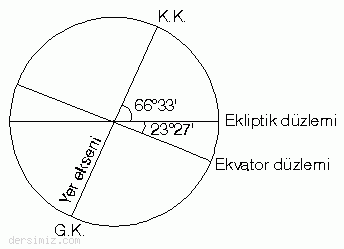 K.K.
66°33'
Ekliptik düzlemi
23°27'
Ekvator düzlemi
Yer ekseni
G.K.
dersimiz.com